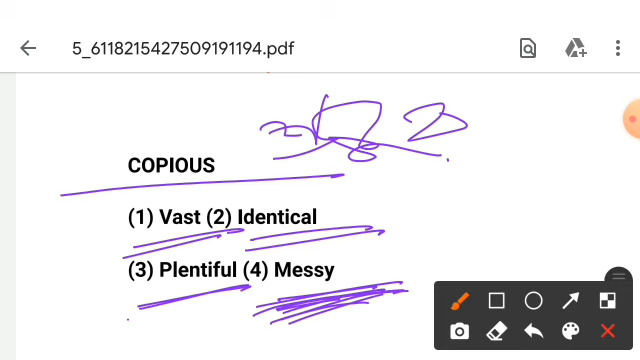 5_6118215427509191194.pdf
COPIOUS
(1) Vast (2) Identical
(3) Plentiful (4) Messy